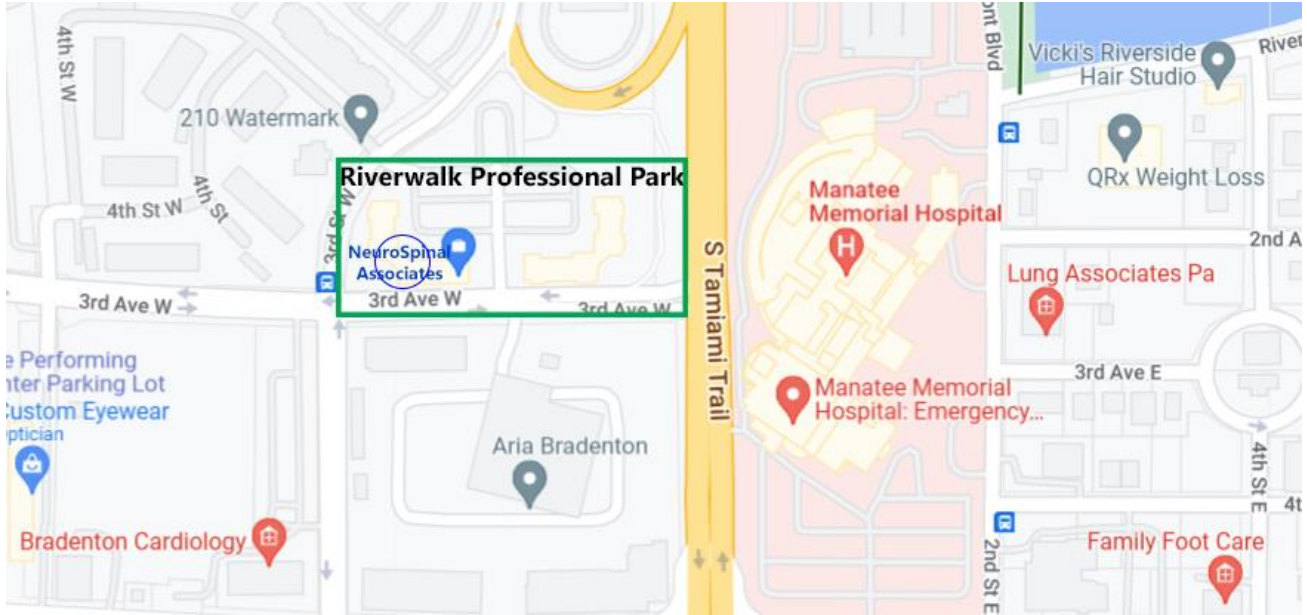 4th St W
210 Watermark
4th St W
4th St
3rd St W
Riverwalk Professional Park
NeuroSpinal
Associates
3rd Ave W
3rd Ave W
3rd Ave W
e Performing
nter Parking Lot
Custom Eyewear
ptician
Bradenton Cardiology
Aria Bradenton
S Tamiami Trail
Manatee
Memorial Hospital
H
Manatee Memorial
Hospital: Emergency...
ont Blvd
Vicki's Riverside
Hair Studio
River
QRx Weight Loss
2nd A
Lung Associates Pa
3rd Ave E
4th St E
4t
2nd St E
Family Foot Care